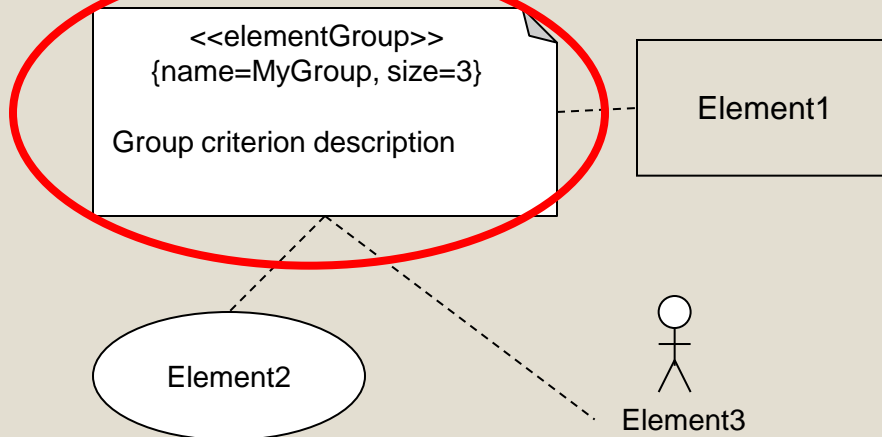 <<elementGroup>>
{name=MyGroup, size=3}
Group criterion description
Element1
Element2
Element3